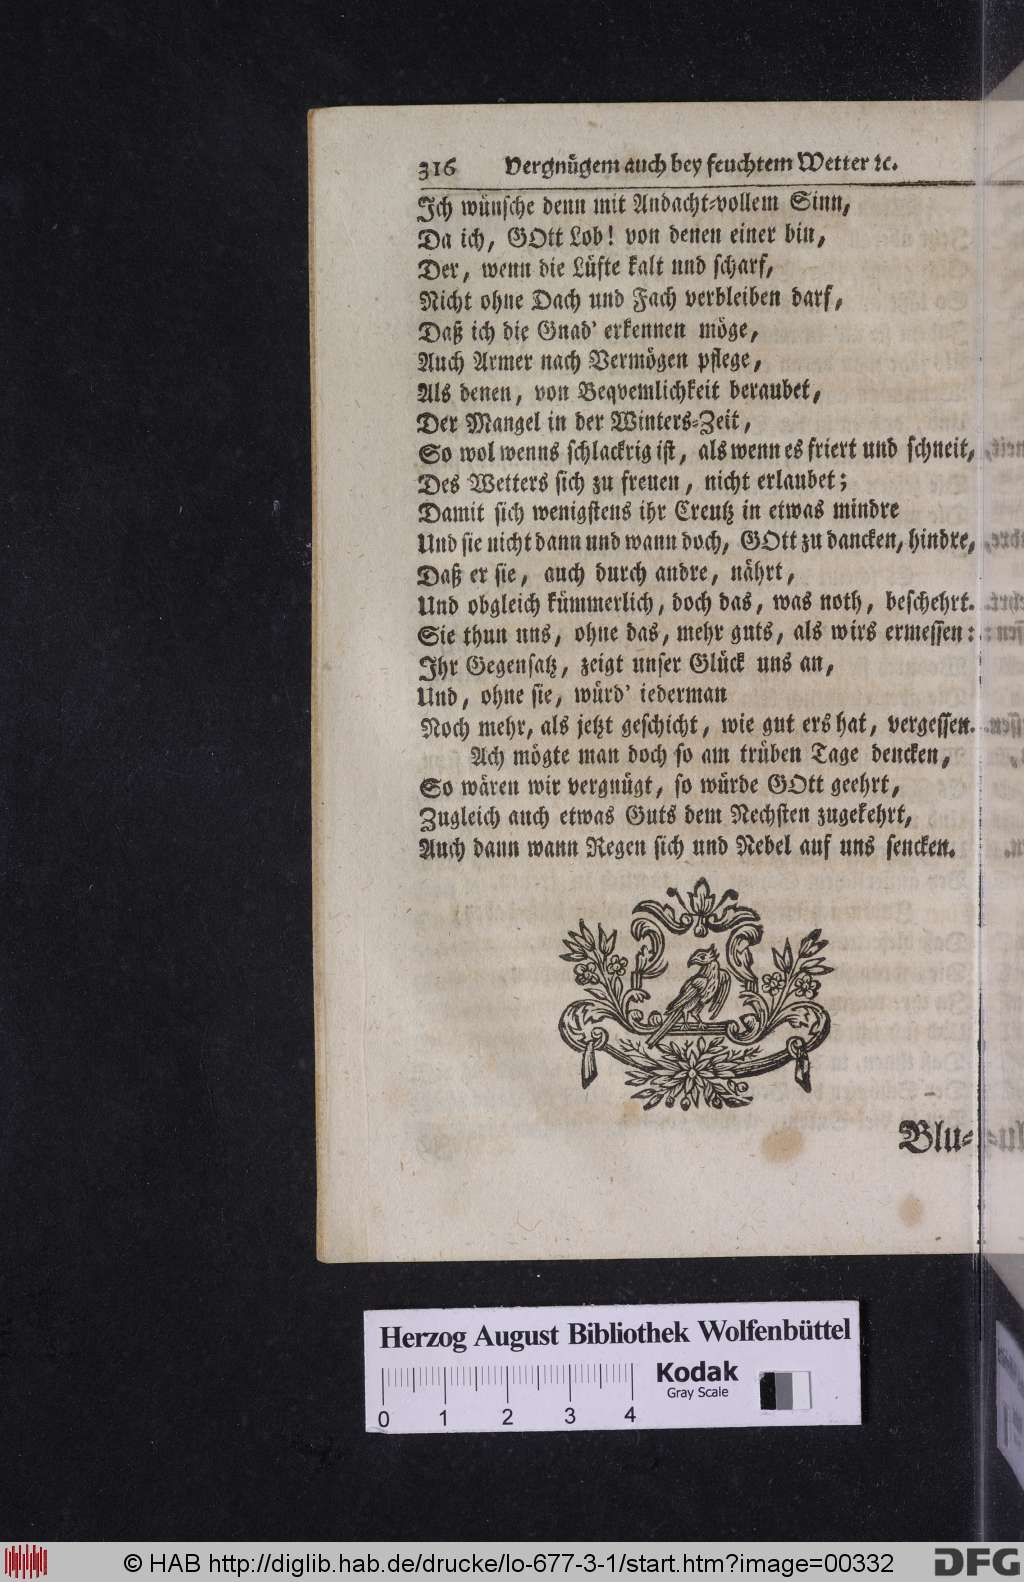 316 Vergnügem auch bey feuchtem Wetter ꝛc.
Ich wünsche denn mit Andacht-vollem Sinn,
Da ich, GOtt Lob! von denen einer bin,
Der, wenn die Lüfte kalt und scharf,
Nicht ohne Dach und Fach verbleiben darf,
Daß ich die Gnad' erkennen möge,
Auch Armer nach Vermögen pflege,
Als denen, von Beqvemlichkeit beraubet,
Der Mangel in der Winters-Zeit,
So wol wenns schlackrig ist, als wenn es friert und schneit,
Des Wetters sich zu freuen, nicht erlaubet;
Damit sich wenigstens ihr Creutz in etwas mindre
Und sie nicht dann und wann doch, GOtt zu dancken, hindre,
Daß er sie, auch durch andre, nährt,
Und obgleich kümmerlich, doch das, was noth, beschehrt.
Sie thun uns, ohne das, mehr guts, als wirs ermessen:
Ihr Gegensatz, zeigt unser Glück uns an,
Und, ohne sie, würd' iederman
Noch mehr, als jetzt geschicht, wie gut ers hat, vergessen.
Ach mögte man doch so am trüben Tage dencken,
So wären wir vergnügt, so würde GOtt geehrt,
Zugleich auch etwas Guts dem Nechsten zugekehrt,
Auch dann wann Regen sich und Nebel auf uns sencken.
Blu-
Herzog August Bibliothek Wolfenbüttel
Kodak
Gray Scale
0 1 2 3 4
© HAB http://diglib.hab.de/drucke/lo-677-3-1/start.htm?image=00332
DFG